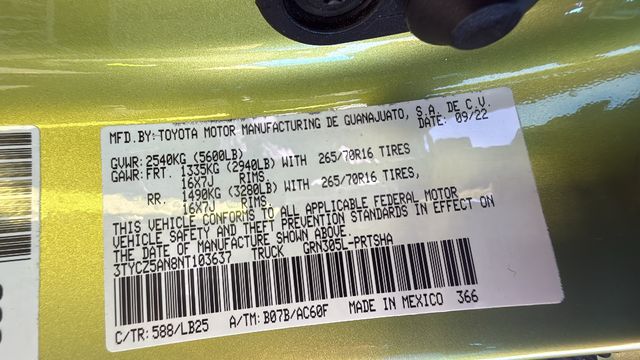 MFD.BY:TOYOTA MOTOR MANUFACTURING DE GUANAJUATO, S.A. DE C.V.
DATE: 09/22
GVWR:2540KG (5600LB)
GAWR:FRT. 1335KG (2940LB) WITH 265/70R16 TIRES
16X7J RIMS.
RR. 1490KG (3280LB) WITH 265/70R16 TIRES,
16X7J RIMS.
THIS VEHICLE CONFORMS TO ALL APPLICABLE FEDERAL MOTOR
VEHICLE SAFETY AND THEFT PREVENTION STANDARDS IN EFFECT ON
THE DATE OF MANUFACTURE SHOWN ABOVE.
3TYCZ5AN8NT103637 TRUCK GRN305L-PRTSHA
C/TR:588/LB25 A/TM:B07B/AC60F MADE IN MEXICO 366